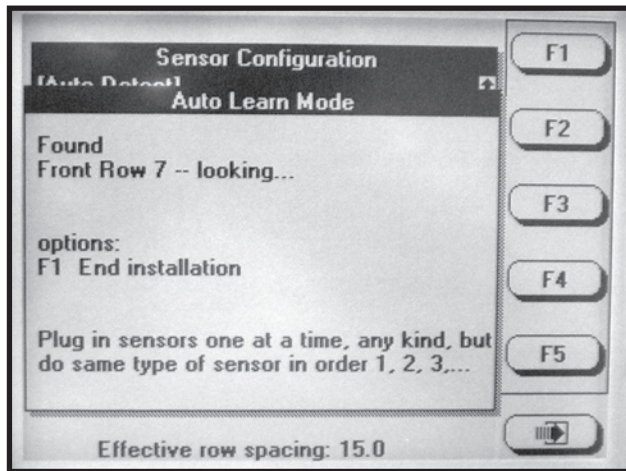 Sensor Configuration
[Auto Detect]
Auto Learn Mode
Found
Front Row 7 -- looking...
options:
F1 End installation
Plug in sensors one at a time, any kind, but
do same type of sensor in order 1, 2, 3,...
Effective row spacing: 15.0
F1
F2
F3
F4
F5